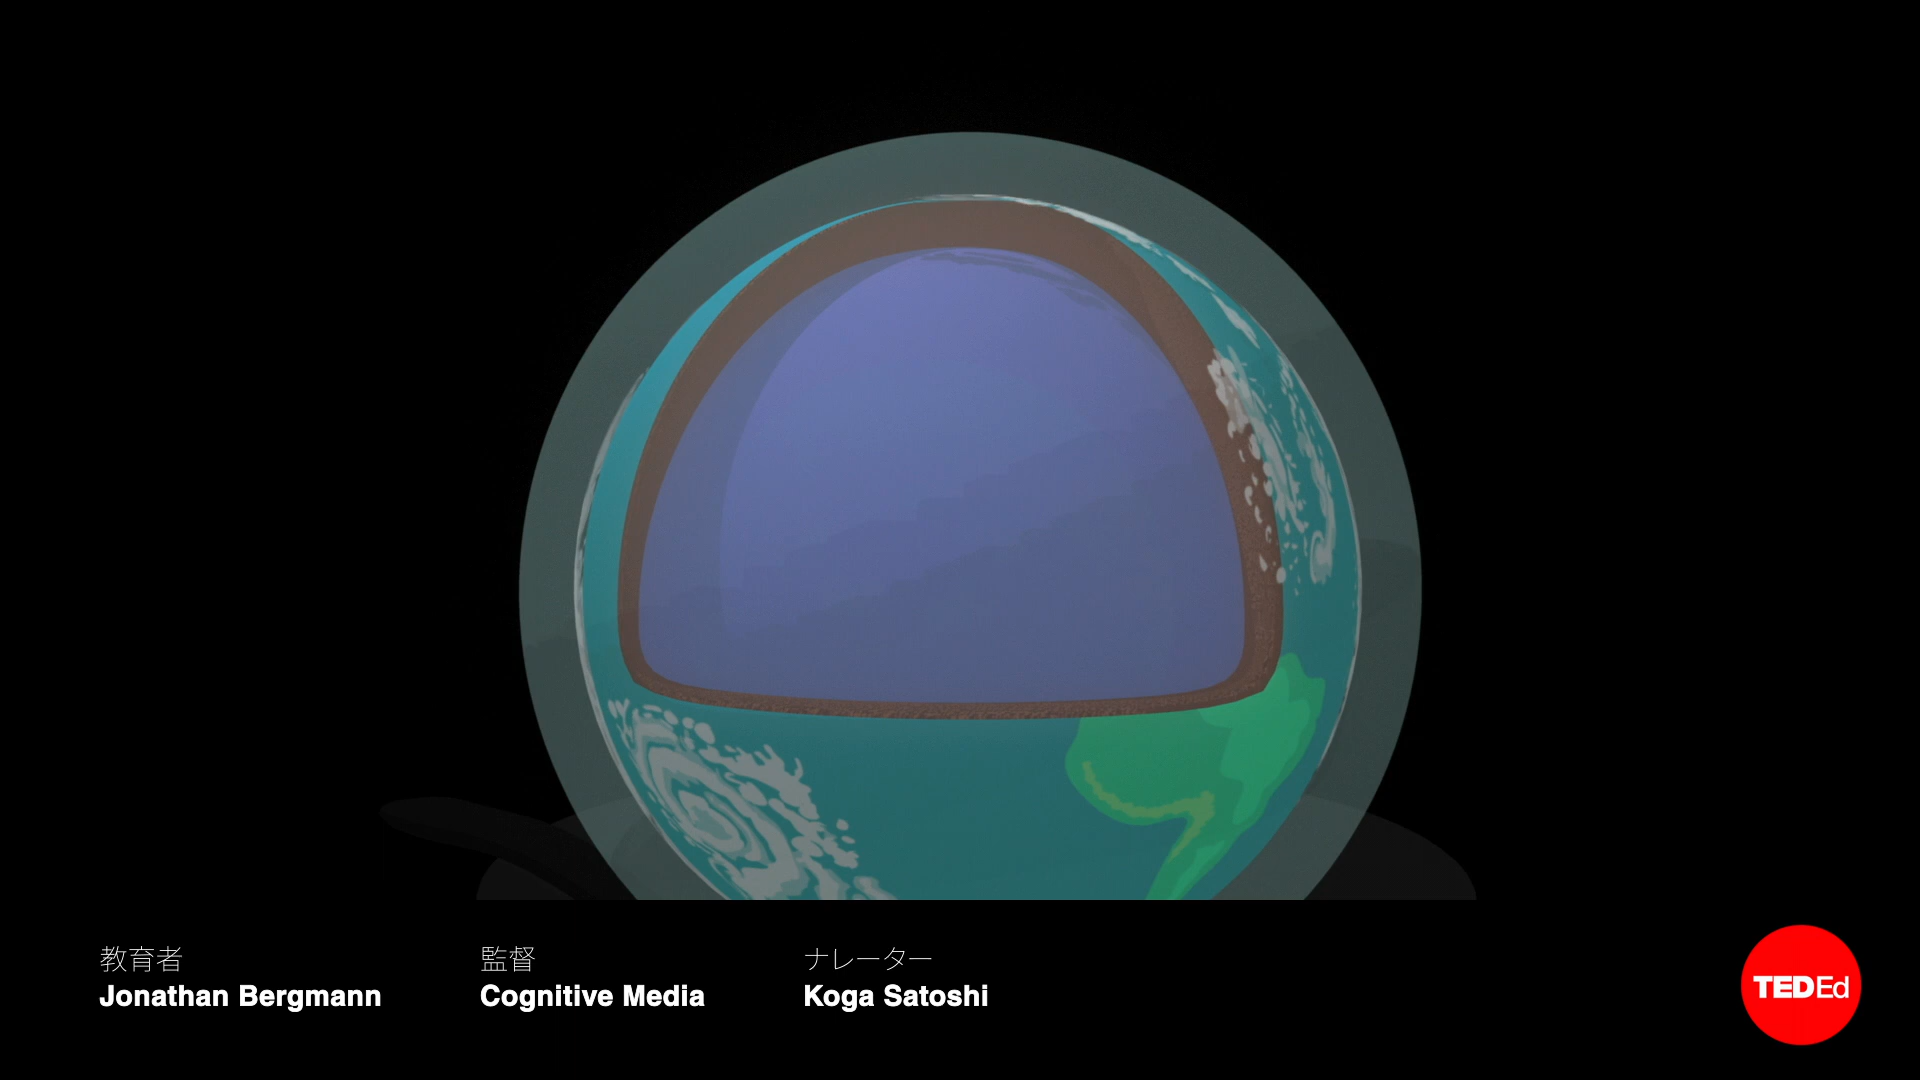 教育者
Jonathan Bergmann
監督
Cognitive Media
ナレーター
Koga Satoshi
TEDEd